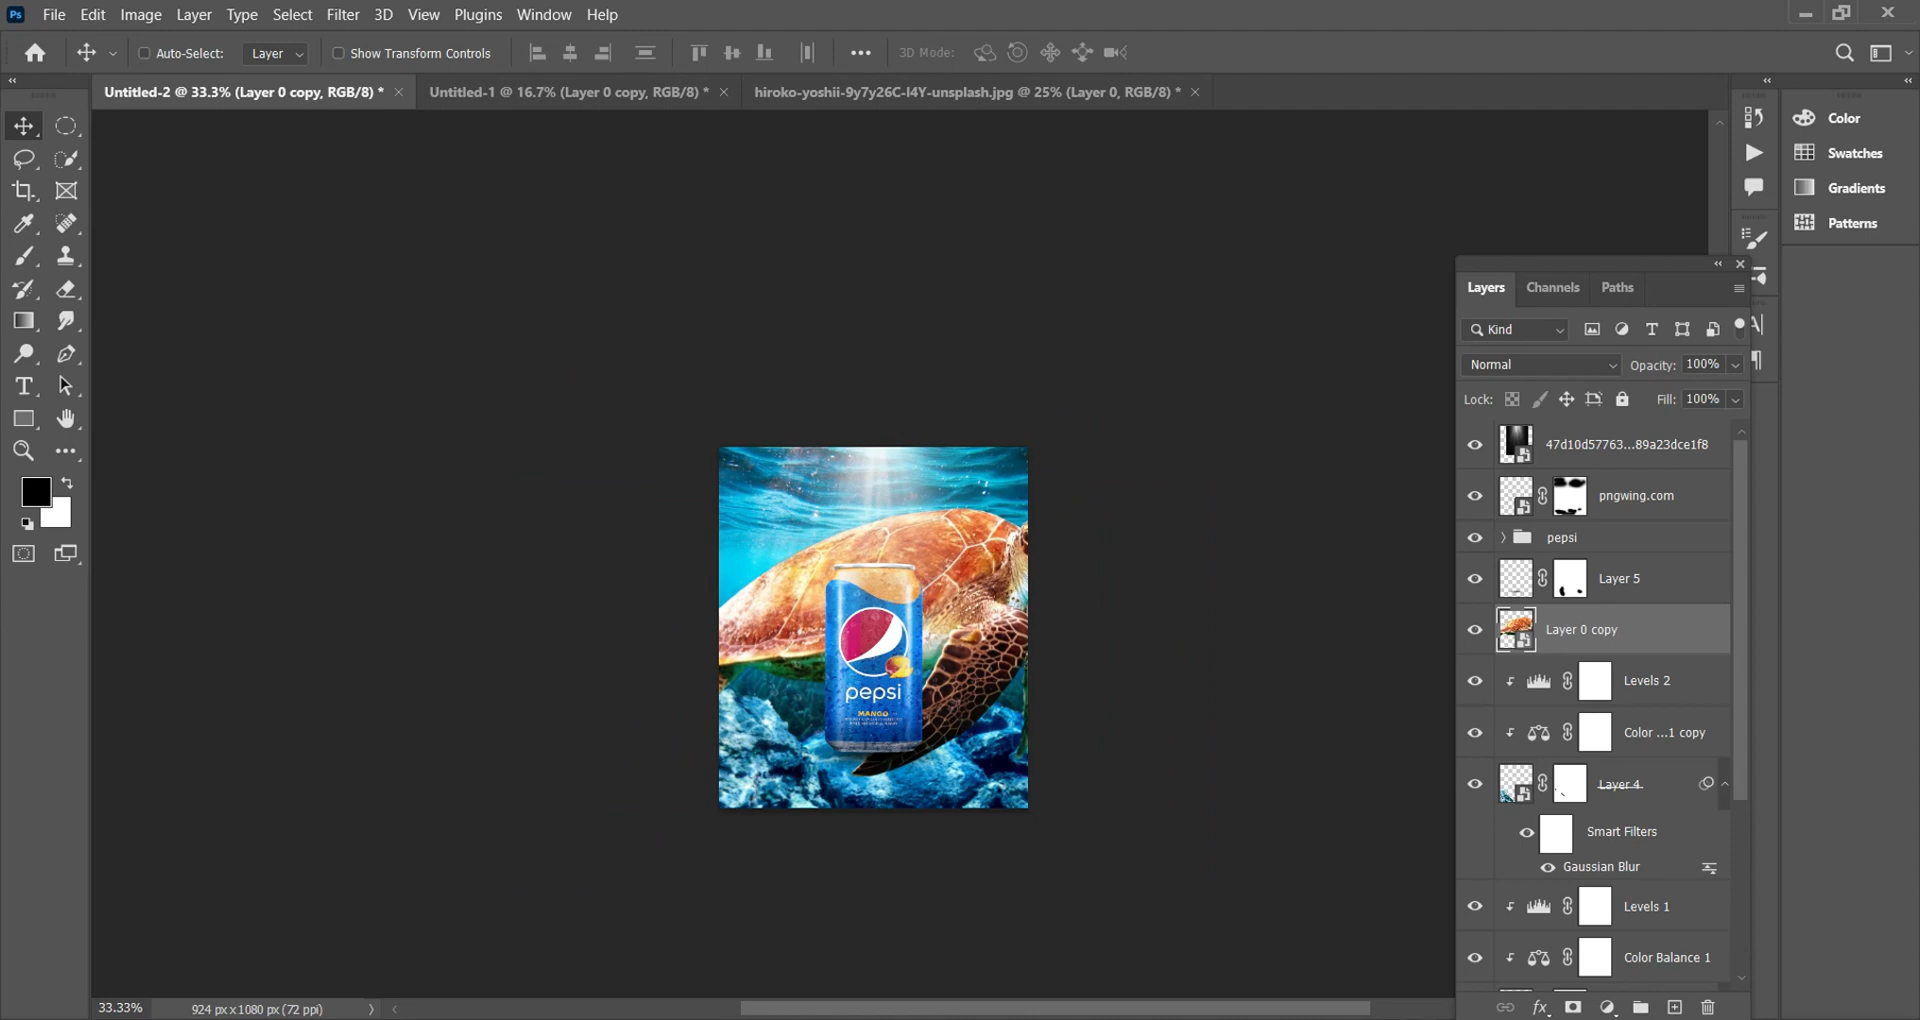 Ps File Edit Image Layer Type Select Filter 3D View Plugins Window Help
Auto-Select: Layer Show Transform Controls 3D Mode:
Untitled-2 @ 33.3% (Layer 0 copy, RGB/8) * Untitled-1 @ 16.7% (Layer 0 copy, RGB/8) * hiroko-yoshii-9y7y26C-l4Y-unsplash.jpg @ 25% (Layer 0, RGB/8) *
Color
Swatches
Gradients
Patterns
Layers Channels Paths
Kind
Normal Opacity: 100%
Lock: Fill: 100%
47d10d57763...89a23dce1f8
pngwing.com
pepsi
Layer 5
Layer 0 copy
Levels 2
Color ...1 copy
Layer 4
Smart Filters
Gaussian Blur
Levels 1
Color Balance 1
pepsi
MANGO
33.33% 924 px x 1080 px (72 ppi)